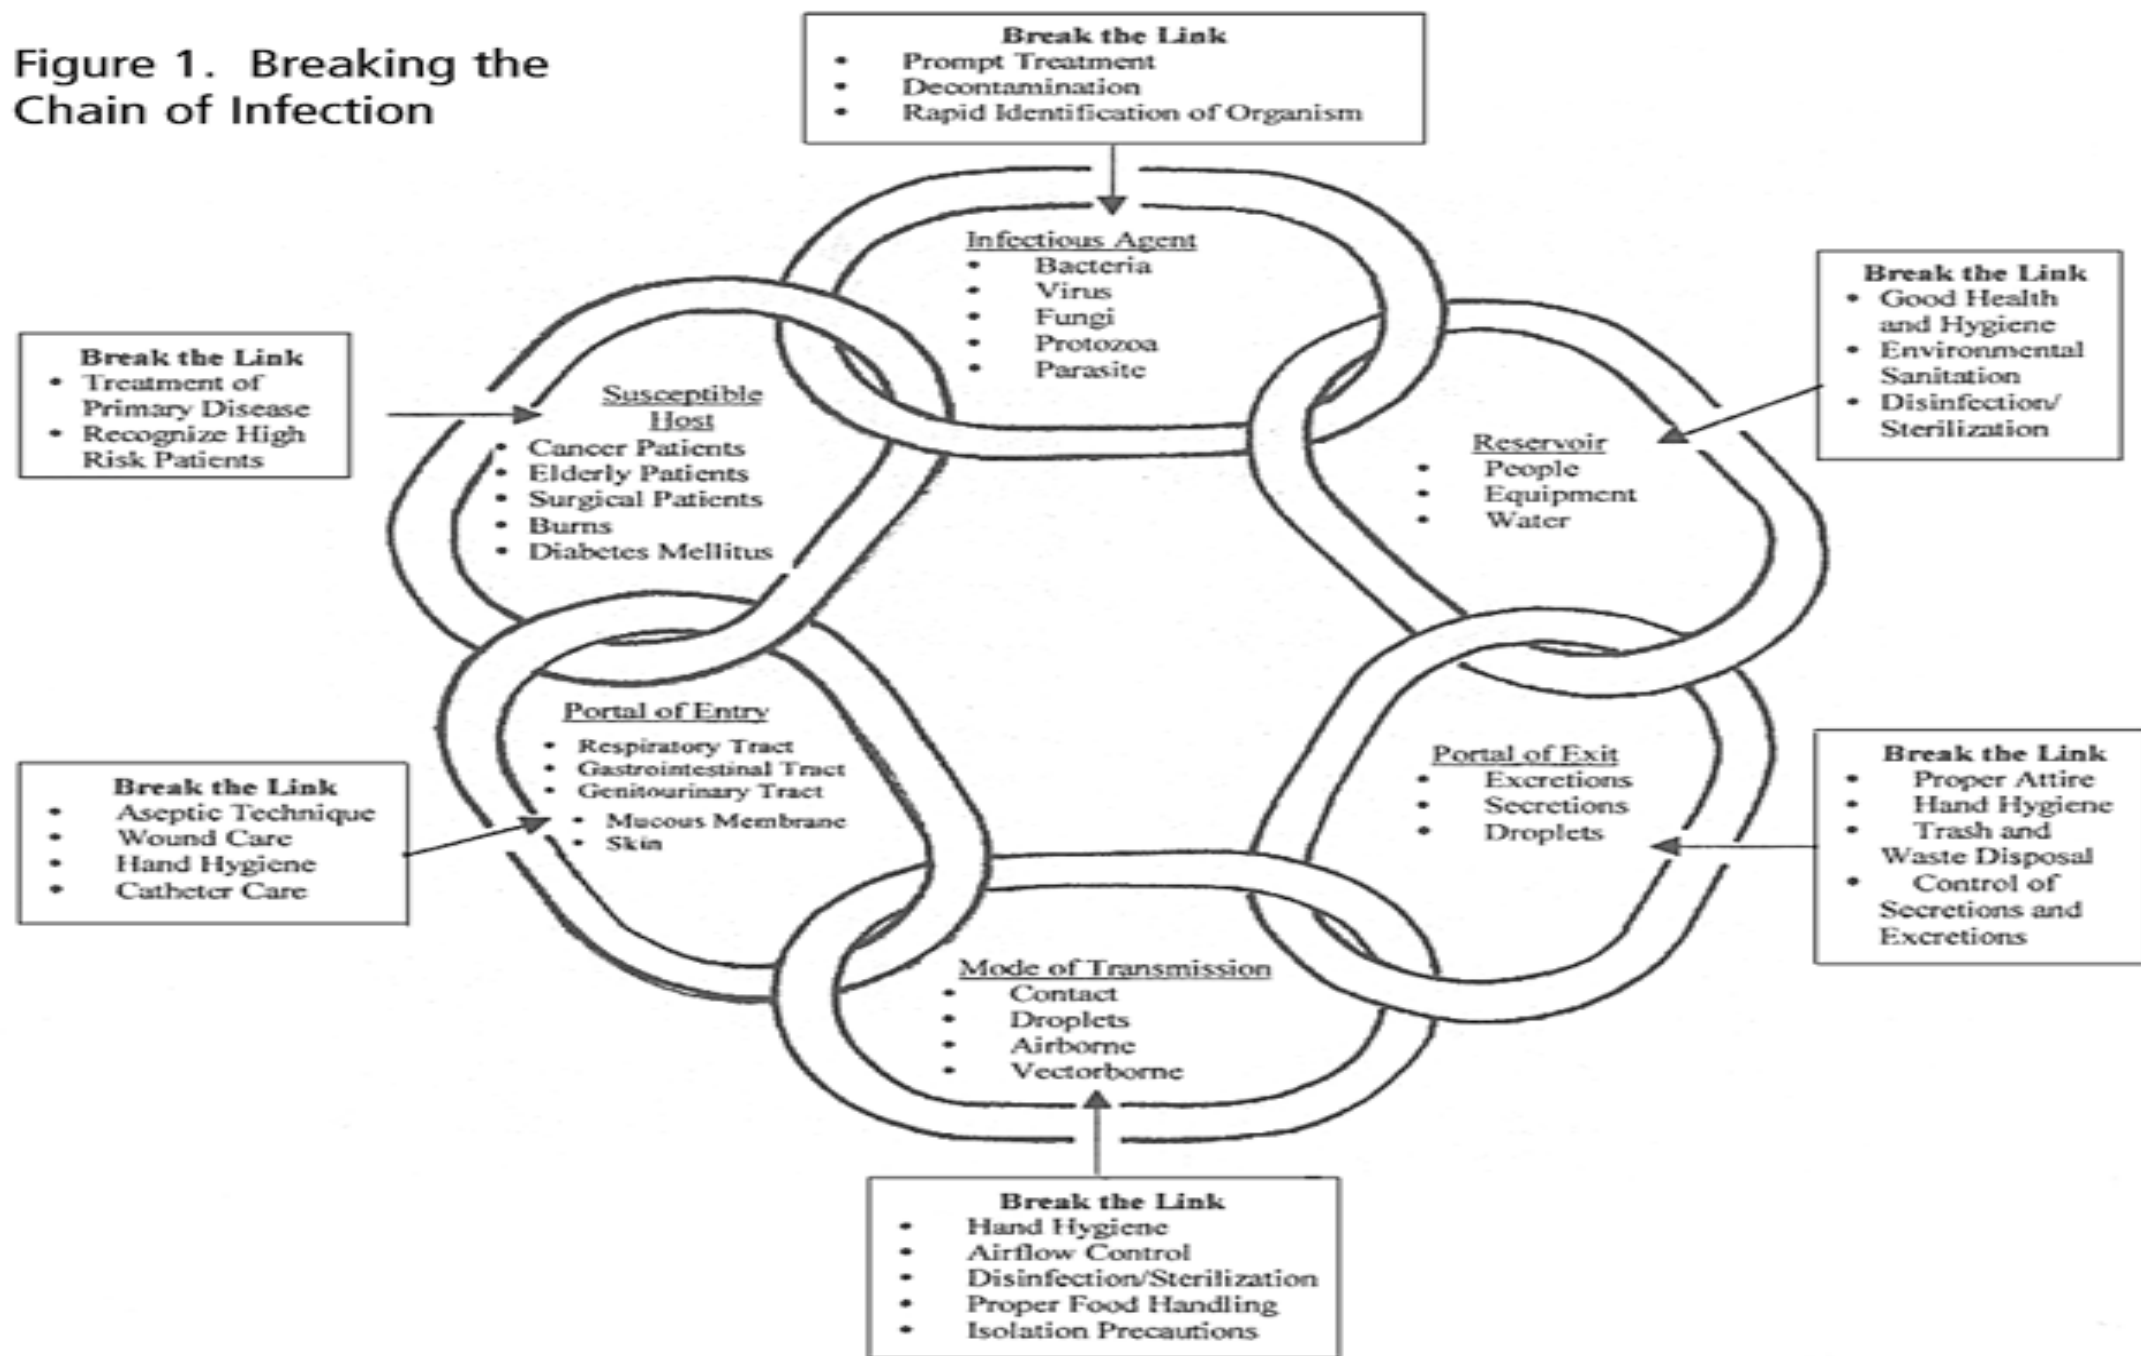 Figure 1. Breaking the
Chain of Infection
Break the Link
• Prompt Treatment
• Decontamination
• Rapid Identification of Organism
Infectious Agent
• Bacteria
• Virus
• Fungi
• Protozoa
• Parasite
Break the Link
• Good Health
and Hygiene
• Environmental
Sanitation
• Disinfection/
Sterilization
Reservoir
• People
• Equipment
• Water
Break the Link
• Proper Attire
• Hand Hygiene
• Trash and
Waste Disposal
• Control of
Secretions and
Excretions
Portal of Exit
• Excretions
• Secretions
• Droplets
Mode of Transmission
• Contact
• Droplets
• Airborne
• Vectorborne
Break the Link
• Hand Hygiene
• Airflow Control
• Disinfection/Sterilization
• Proper Food Handling
• Isolation Precautions
Portal of Entry
• Respiratory Tract
• Gastrointestinal Tract
• Genitourinary Tract
• Mucous Membrane
• Skin
Break the Link
• Aseptic Technique
• Wound Care
• Hand Hygiene
• Catheter Care
Susceptible
Host
• Cancer Patients
• Elderly Patients
• Surgical Patients
• Burns
• Diabetes Mellitus
Break the Link
• Treatment of
Primary Disease
• Recognize High
Risk Patients